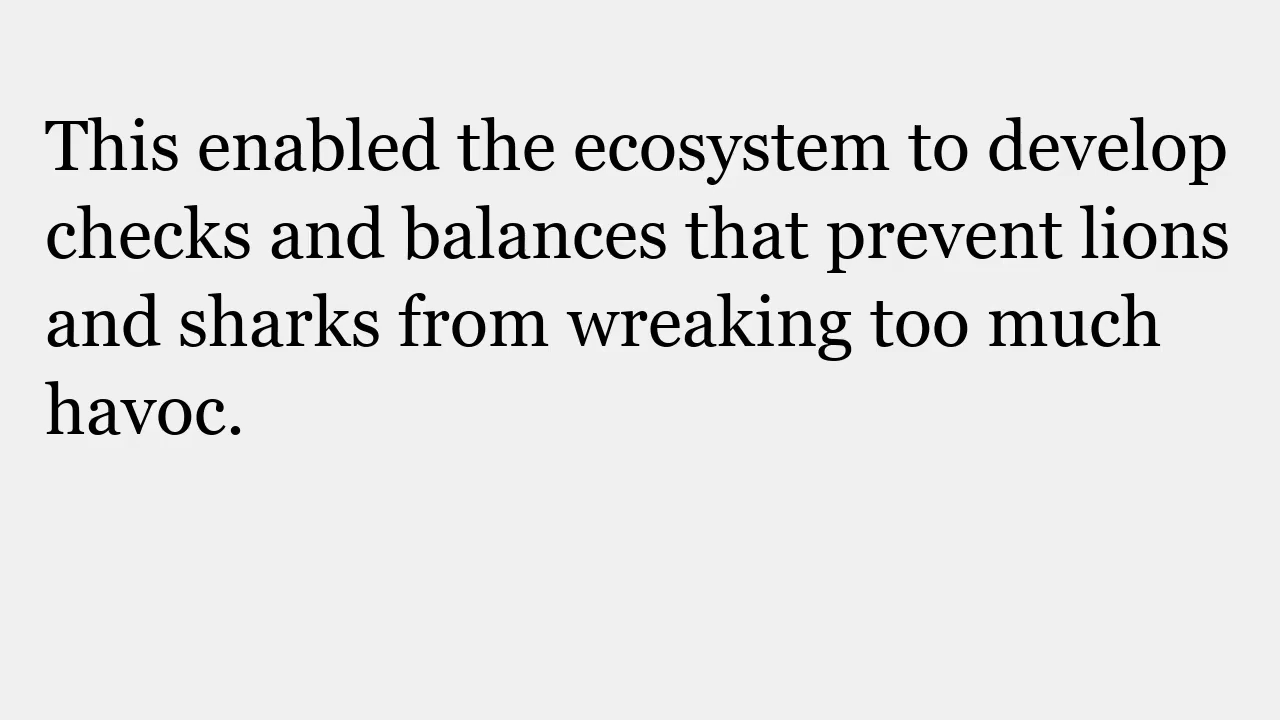 This enabled the ecosystem to develop
checks and balances that prevent lions
and sharks from wreaking too much
havoc.